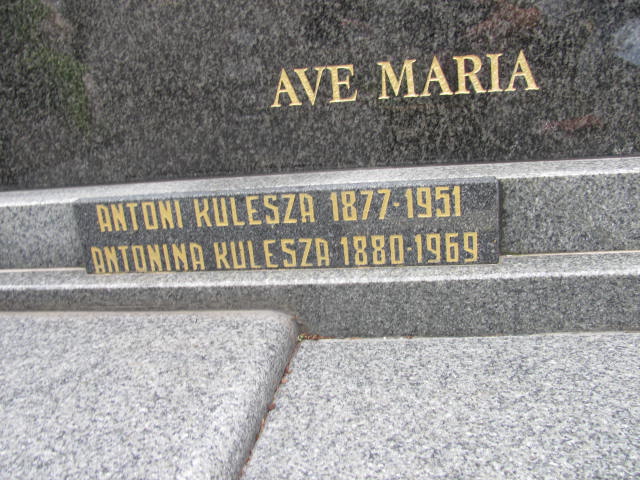 AVE MARIA
ANTONI KULESZA 1877-1951
ANTONINA KULESZA 1880-1969